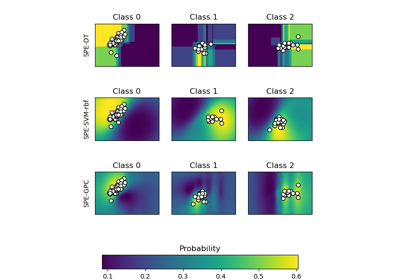 Class 0 Class 1 Class 2
SPE-DT
Class 0 Class 1 Class 2
SPE-SVM-rbf
Class 0 Class 1 Class 2
SPE-GPC
Probability
0.1 0.2 0.3 0.4 0.5 0.6